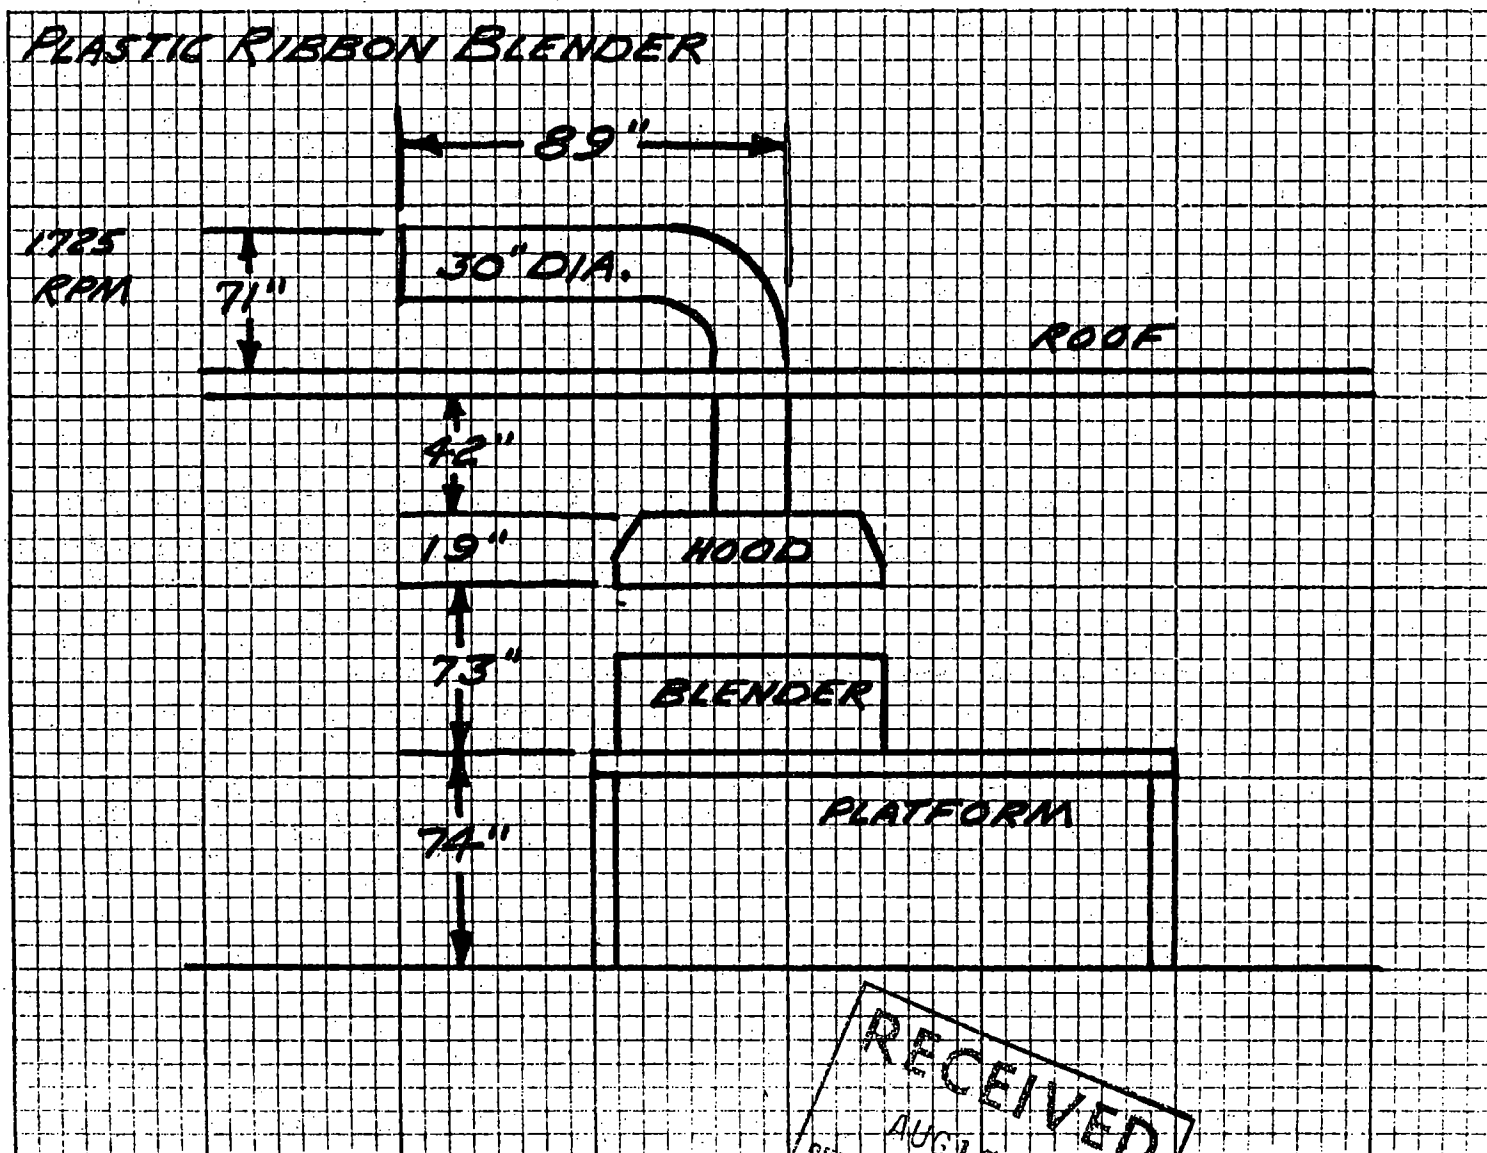 PLASTIC RIBBON BLENDER
89"
1725
RPM
71"
30" DIA.
ROOF
42"
19"
HOOD
73"
BLENDER
PLATFORM
74"
RECEIVED
AUG